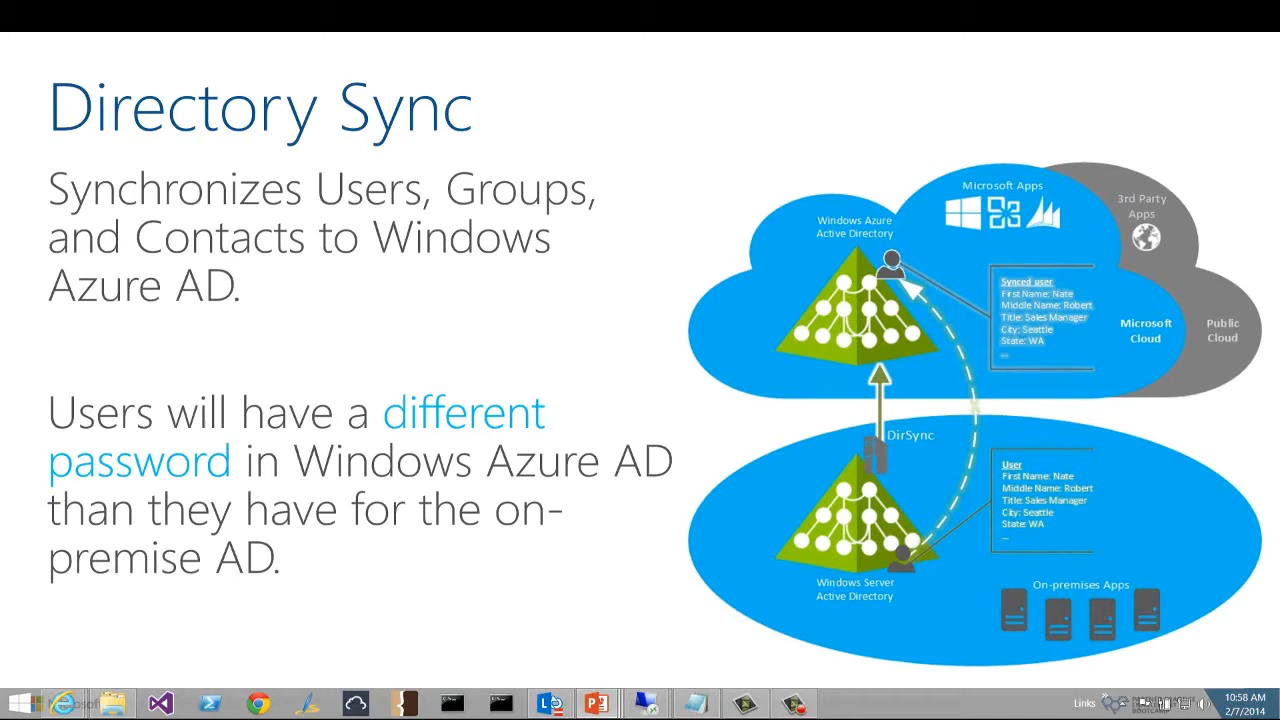 Directory Sync
Synchronizes Users, Groups,
and Contacts to Windows
Azure AD.
Users will have a different
password in Windows Azure AD
than they have for the on-
premise AD.
Microsoft Apps
3rd Party
Apps
Windows Azure
Active Directory
Synced user
First Name: Nate
Middle Name: Robert
Title: Sales Manager
City: Seattle
State: WA
...
Microsoft
Cloud
Public
Cloud
DirSync
User
First Name: Nate
Middle Name: Robert
Title: Sales Manager
City: Seattle
State: WA
...
Windows Server
Active Directory
On-premises Apps
Links
10:58 AM
2/7/2014